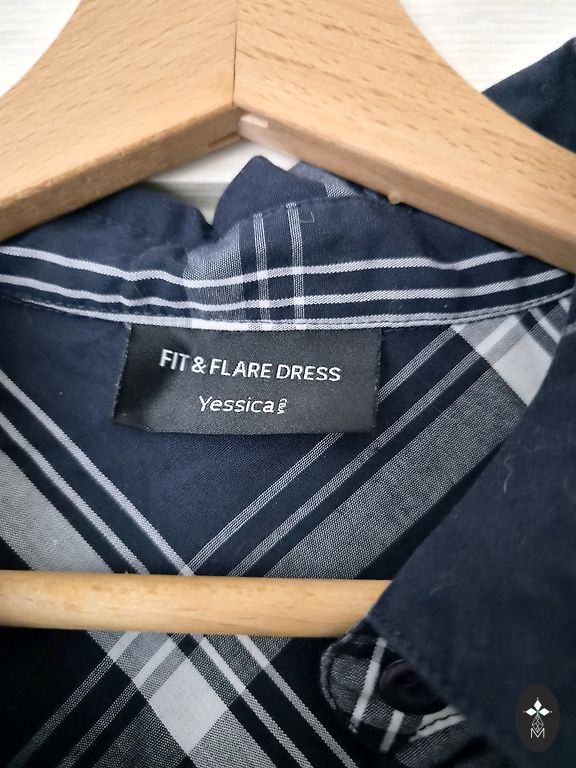 FIT & FLARE DRESS
Yessica
M